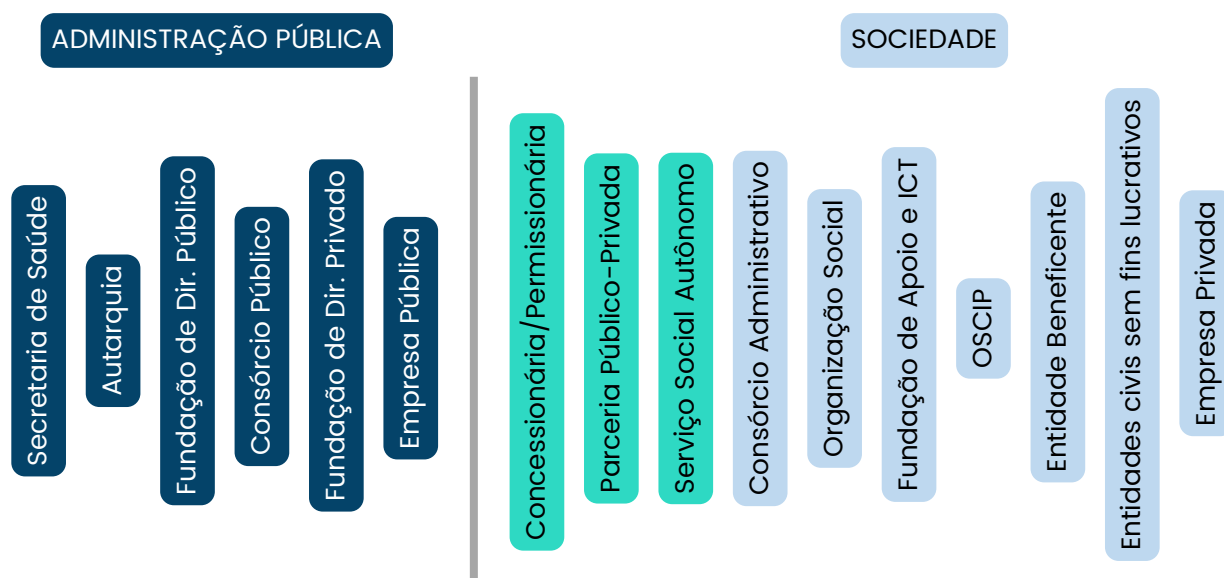 ADMINISTRAÇÃO PÚBLICA
SOCIEDADE
Secretaria de Saúde
Autarquia
Fundação de Dir. Público
Consórcio Público
Fundação de Dir. Privado
Empresa Pública
Concessionária/Permissionária
Parceria Público-Privada
Serviço Social Autônomo
Consórcio Administrativo
Organização Social
Fundação de Apoio e ICT
OSCIP
Entidade Beneficente
Entidades civis sem fins lucrativos
Empresa Privada